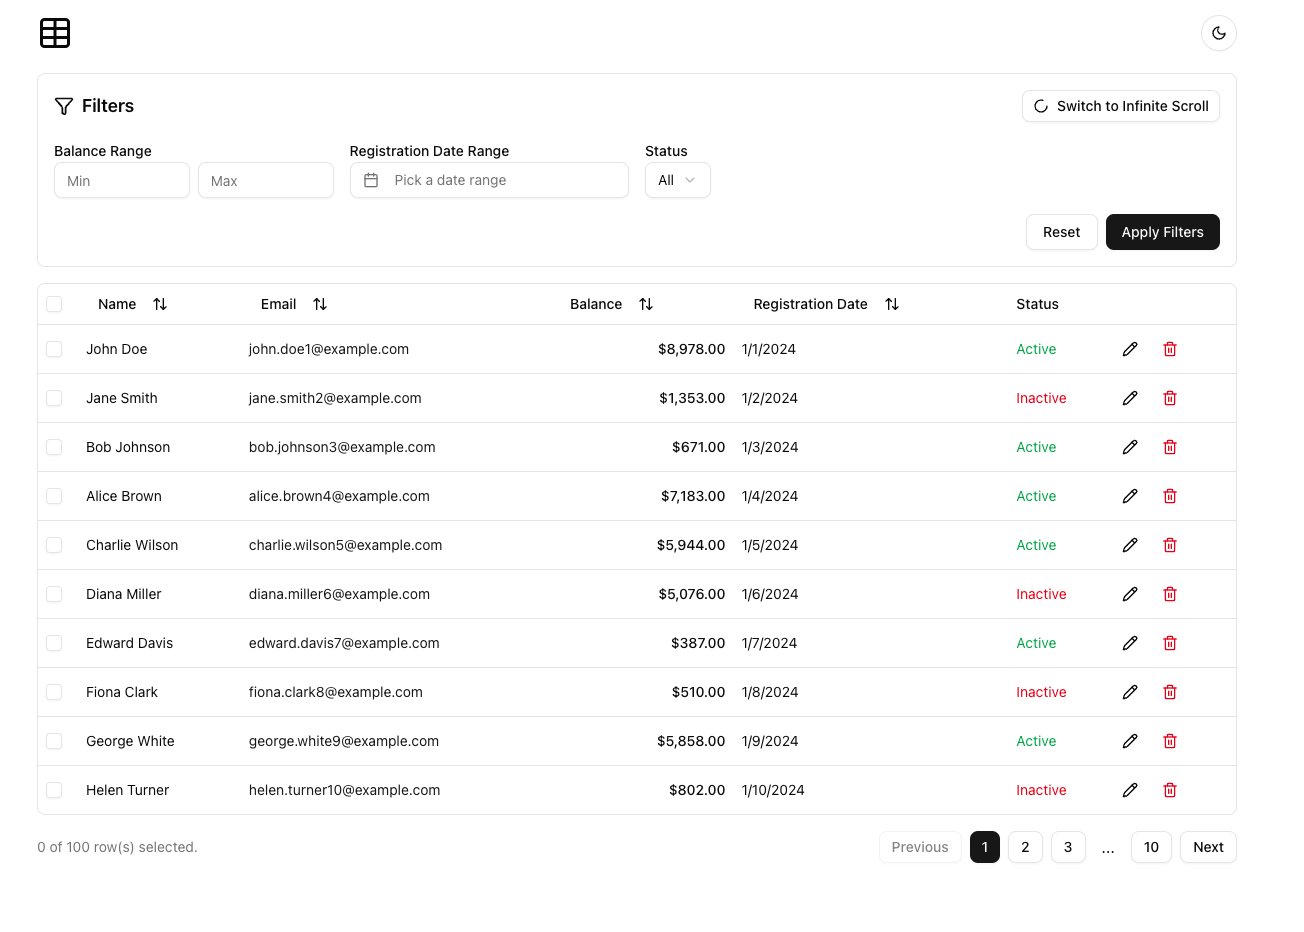 Filters
Switch to Infinite Scroll
Balance Range Registration Date Range Status
Min Max Pick a date range All
Reset Apply Filters
Name Email Balance Registration Date Status
John Doe john.doe1@example.com $8,978.00 1/1/2024 Active
Jane Smith jane.smith2@example.com $1,353.00 1/2/2024 Inactive
Bob Johnson bob.johnson3@example.com $671.00 1/3/2024 Active
Alice Brown alice.brown4@example.com $7,183.00 1/4/2024 Active
Charlie Wilson charlie.wilson5@example.com $5,944.00 1/5/2024 Active
Diana Miller diana.miller6@example.com $5,076.00 1/6/2024 Inactive
Edward Davis edward.davis7@example.com $387.00 1/7/2024 Active
Fiona Clark fiona.clark8@example.com $510.00 1/8/2024 Inactive
George White george.white9@example.com $5,858.00 1/9/2024 Active
Helen Turner helen.turner10@example.com $802.00 1/10/2024 Inactive
0 of 100 row(s) selected. Previous 1 2 3 ... 10 Next